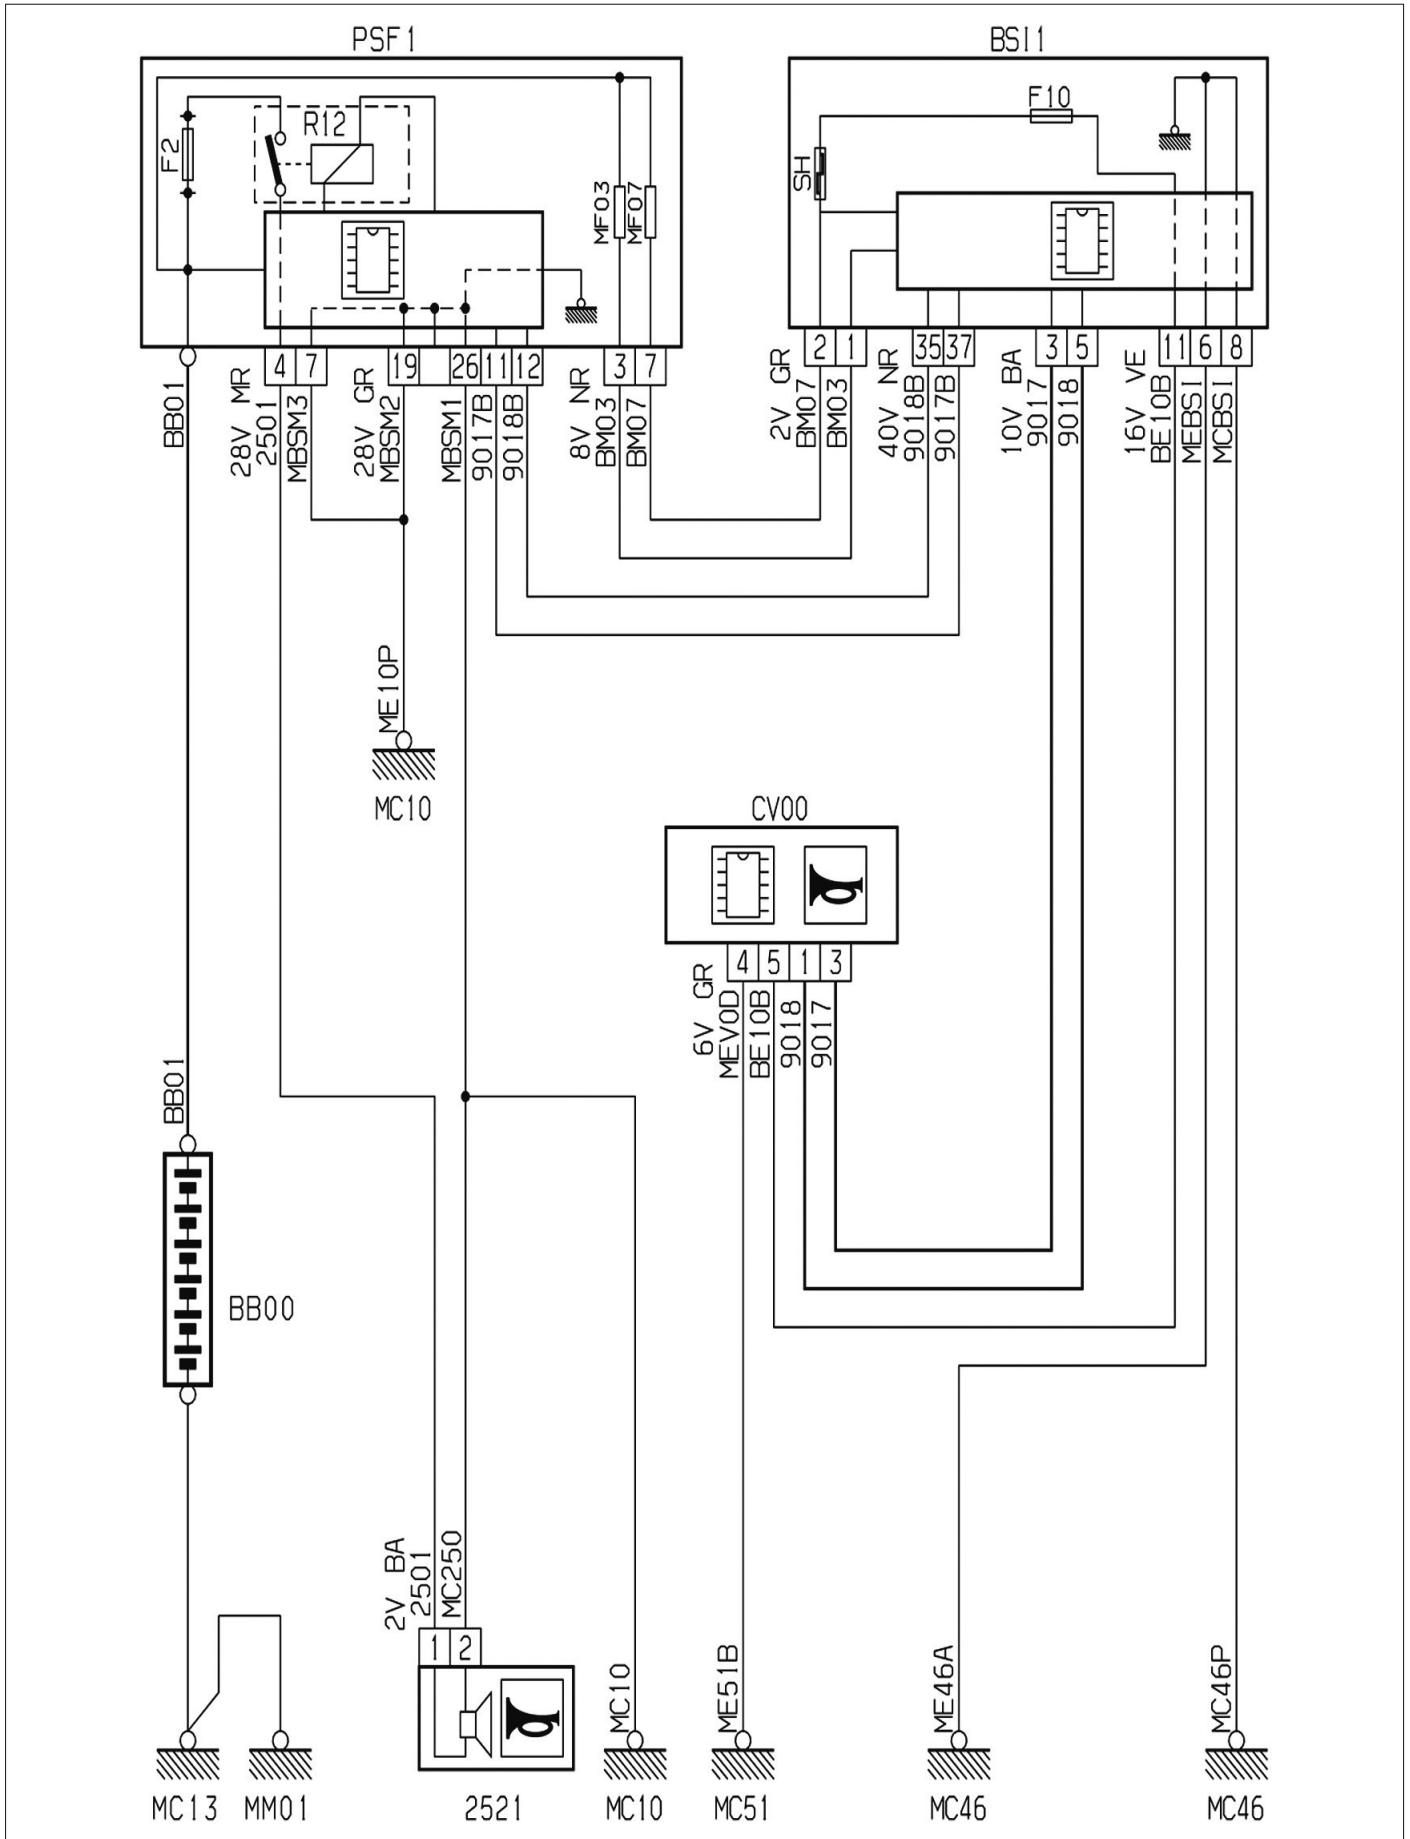 PSF1
BSI1
F2
R12
MF03
MF07
F10
SH
4 7 19 26 11 12 3 7
2 1 35 37 3 5 11 6 8
BB01
28V MR
2501
MBSM3
28V GR
MBSM2
MBSM1
9017B
9018B
8V NR
BM03
BM07
2V GR
BM07
BM03
40V NR
9018B
9017B
10V BA
9017
9018
16V VE
BE10B
MEBSI
MCBSI
ME10P
MC10
CV00
4 5 1 3
6V GR
MEV0D
BE10B
9018
9017
BB01
BB00
2V BA
2501
MC250
1 2
MC10
ME51B
ME46A
MC46P
MC13
MM01
2521
MC10
MC51
MC46
MC46